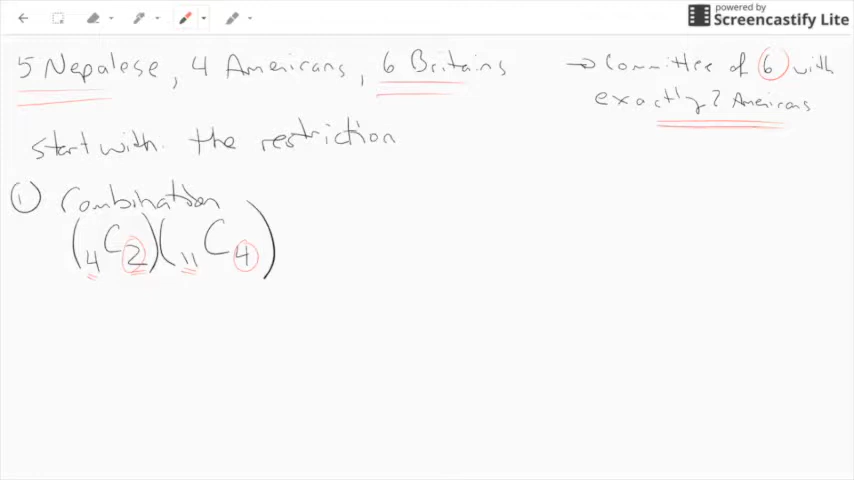 powered by
Screencastify Lite
5 Nepalese, 4 Americans, 6 Britains
→ Committee of 6 with
exactly 2 Americans
start with the restriction
① Combination
(₄C₂)(₁₁C₄)